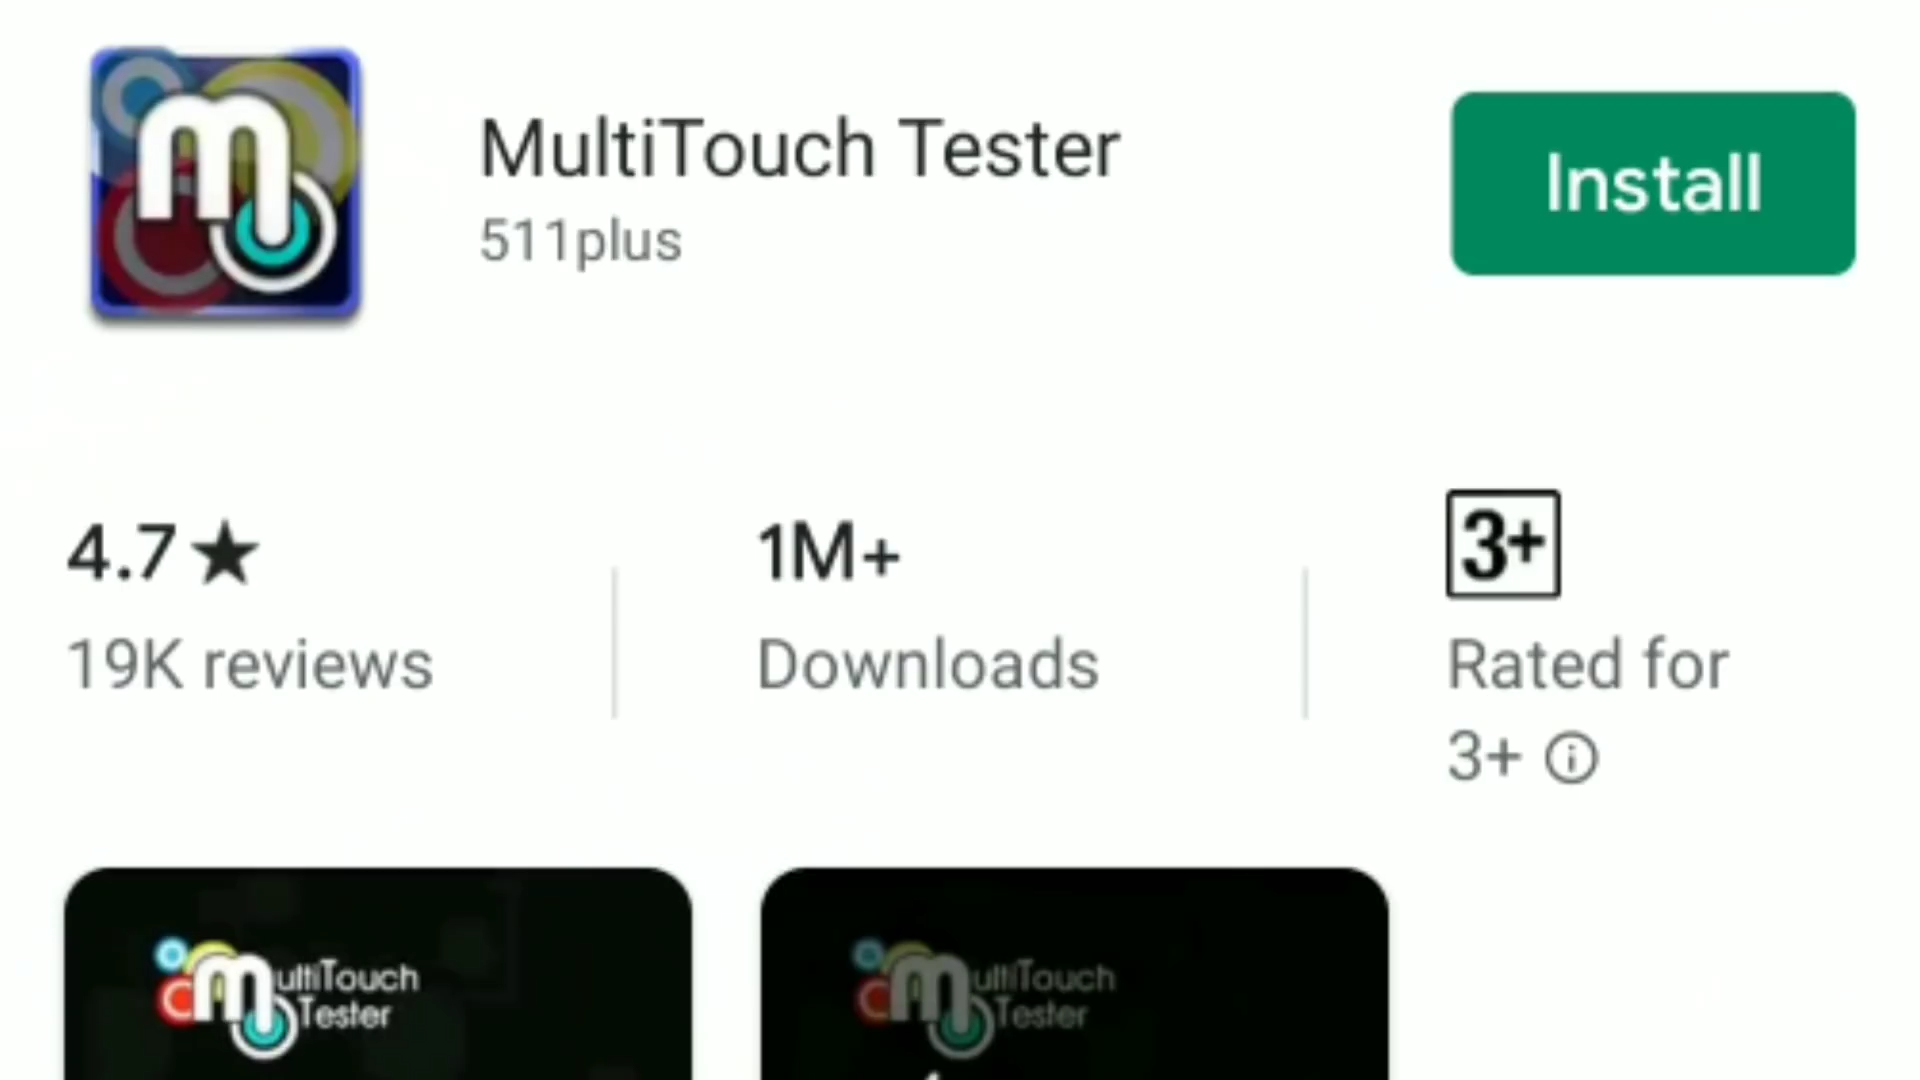 m
MultiTouch Tester
511plus
Install
4.7★
19K reviews
1M+
Downloads
3+
Rated for
3+
multiTouch
Tester
multiTouch
Tester